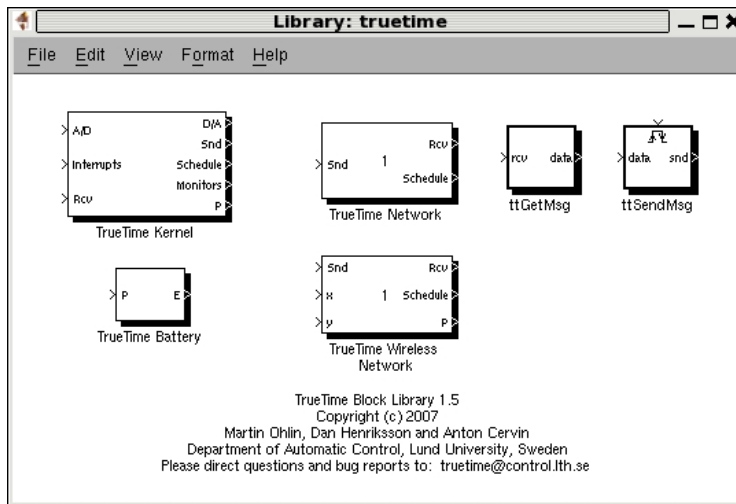 Library: truetime
File Edit View Format Help
A/D
Interrupts
Rcv
D/A
Snd
Schedule
Monitors
P
TrueTime Kernel
Snd
1
Rcv
Schedule
TrueTime Network
rcv
data
ttGetMsg
data
snd
ttSendMsg
P
E
TrueTime Battery
Snd
x
y
1
Rcv
Schedule
P
TrueTime Wireless
Network
TrueTime Block Library 1.5
Copyright (c) 2007
Martin Ohlin, Dan Henriksson and Anton Cervin
Department of Automatic Control, Lund University, Sweden
Please direct questions and bug reports to: truetime@control.lth.se